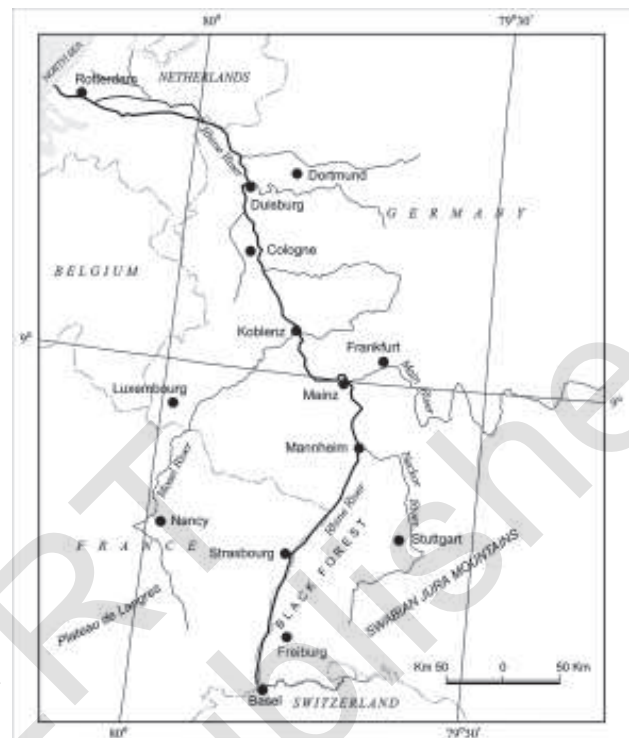 80°
79°30'
NORTH SEA
Rotterdam
NETHERLANDS
Rhine River
Dortmund
Duisburg
GERMANY
Cologne
BELGIUM
Koblenz
9°
Frankfurt
Main River
Luxembourg
Mainz
9°
Mannheim
Mosel River
Neckar River
Rhine River
Nancy
FRANCE
Strasbourg
Stuttgart
BLACK FOREST
SWABIAN JURA MOUNTAINS
Plateau de Langres
Freiburg
Km 50 0 50 Km
Basel
SWITZERLAND
80°
79°30'